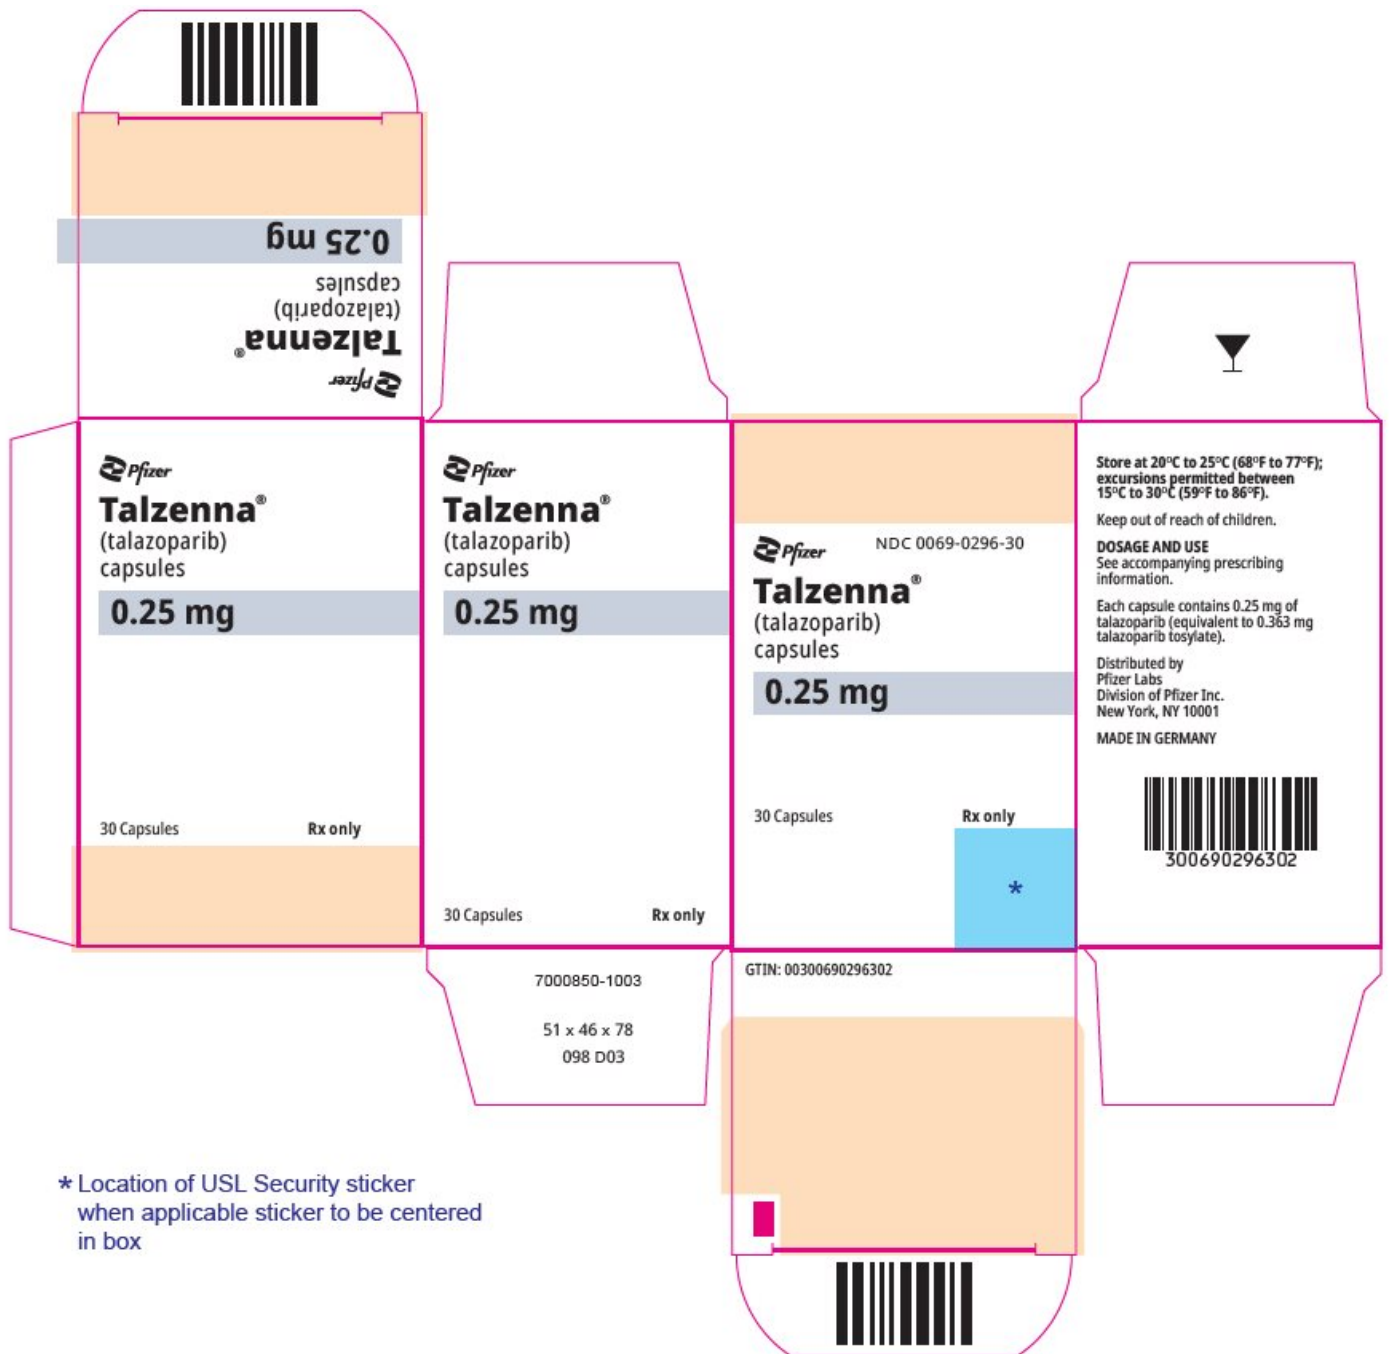 0.25 mg
capsules
(talazoparib)
Talzenna®
Pfizer
Pfizer
Talzenna®
(talazoparib)
capsules
0.25 mg
30 Capsules
Rx only
Pfizer
Talzenna®
(talazoparib)
capsules
0.25 mg
30 Capsules
Rx only
7000850-1003
51 x 46 x 78
098 D03
Pfizer
NDC 0069-0296-30
Talzenna®
(talazoparib)
capsules
0.25 mg
30 Capsules
Rx only
*
GTIN: 00300690296302
Store at 20°C to 25°C (68°F to 77°F);
excursions permitted between
15°C to 30°C (59°F to 86°F).
Keep out of reach of children.
DOSAGE AND USE
See accompanying prescribing
information.
Each capsule contains 0.25 mg of
talazoparib (equivalent to 0.363 mg
talazoparib tosylate).
Distributed by
Pfizer Labs
Division of Pfizer Inc.
New York, NY 10001
MADE IN GERMANY
300690296302
* Location of USL Security sticker
when applicable sticker to be centered
in box